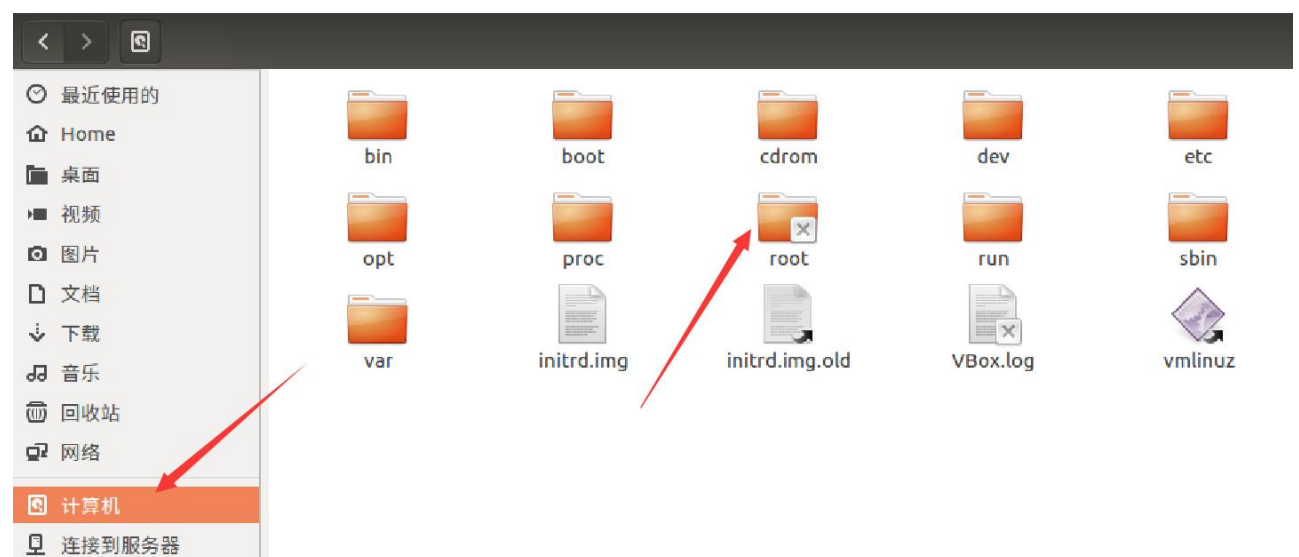 最近使用的
Home
桌面
视频
图片
文档
下载
音乐
回收站
网络
计算机
连接到服务器
bin
boot
cdrom
dev
etc
opt
proc
root
run
sbin
var
initrd.img
initrd.img.old
VBox.log
vmlinuz